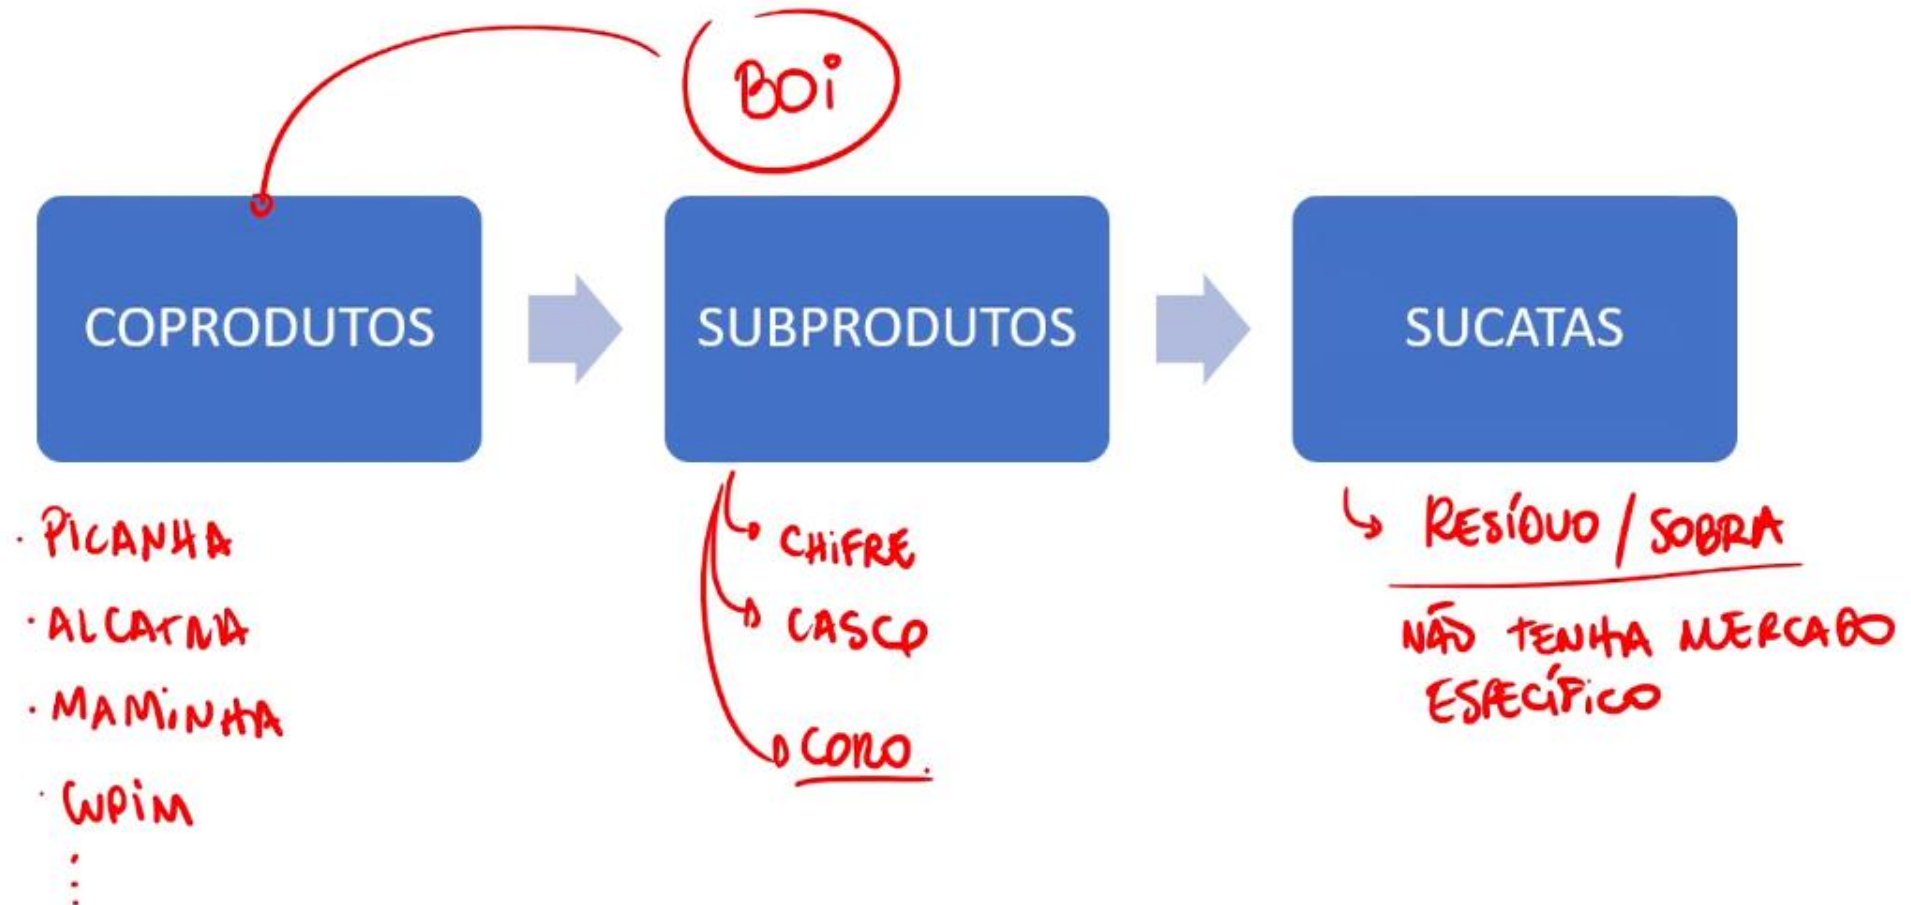 BOi
COPRODUTOS
SUBPRODUTOS
SUCATAS
· PICANHA
· ALCATRA
· MAMiNHA
· CUPiM
CHiFRE
CASCO
CORO.
RESÍDUO / SOBRA
NÃO TENHA MERCADO
ESPECÍFiCO